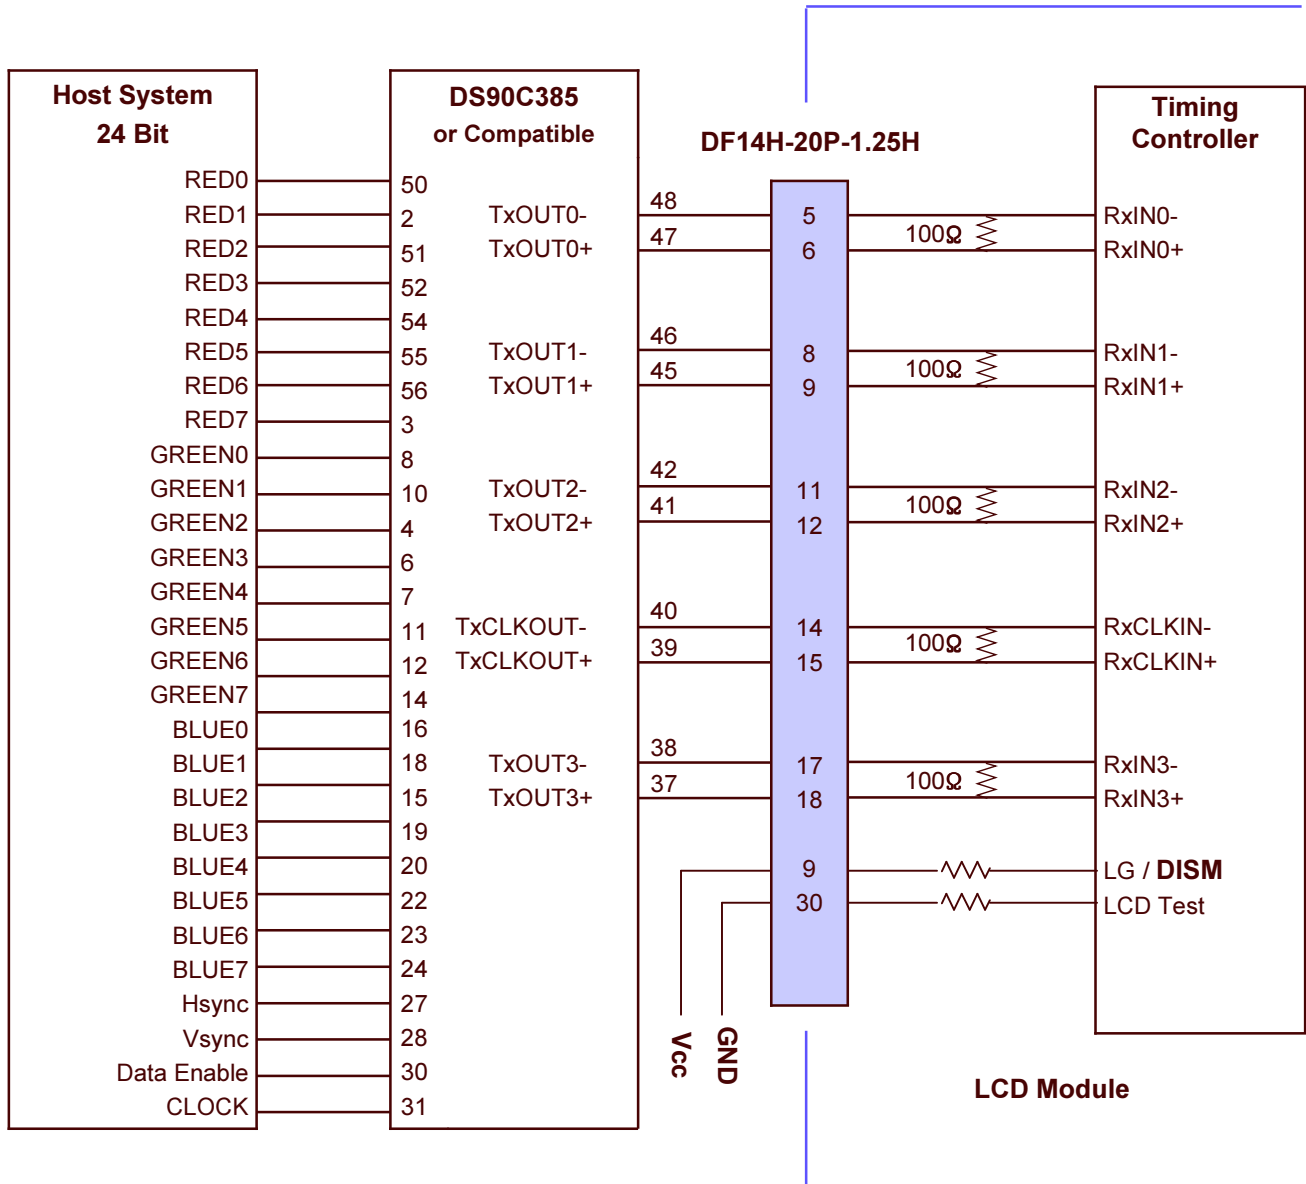 Host System
24 Bit
RED0
RED1
RED2
RED3
RED4
RED5
RED6
RED7
GREEN0
GREEN1
GREEN2
GREEN3
GREEN4
GREEN5
GREEN6
GREEN7
BLUE0
BLUE1
BLUE2
BLUE3
BLUE4
BLUE5
BLUE6
BLUE7
Hsync
Vsync
Data Enable
CLOCK
DS90C385
or Compatible
50
2
51
52
54
55
56
3
8
10
4
6
7
11
12
14
16
18
15
19
20
22
23
24
27
28
30
31
TxOUT0-
TxOUT0+
TxOUT1-
TxOUT1+
TxOUT2-
TxOUT2+
TxCLKOUT-
TxCLKOUT+
TxOUT3-
TxOUT3+
48
47
46
45
42
41
40
39
38
37
DF14H-20P-1.25H
5
6
8
9
11
12
14
15
17
18
9
30
Vcc
GND
100Ω
100Ω
100Ω
100Ω
100Ω
Timing
Controller
RxIN0-
RxIN0+
RxIN1-
RxIN1+
RxIN2-
RxIN2+
RxCLKIN-
RxCLKIN+
RxIN3-
RxIN3+
LG / DISM
LCD Test
LCD Module